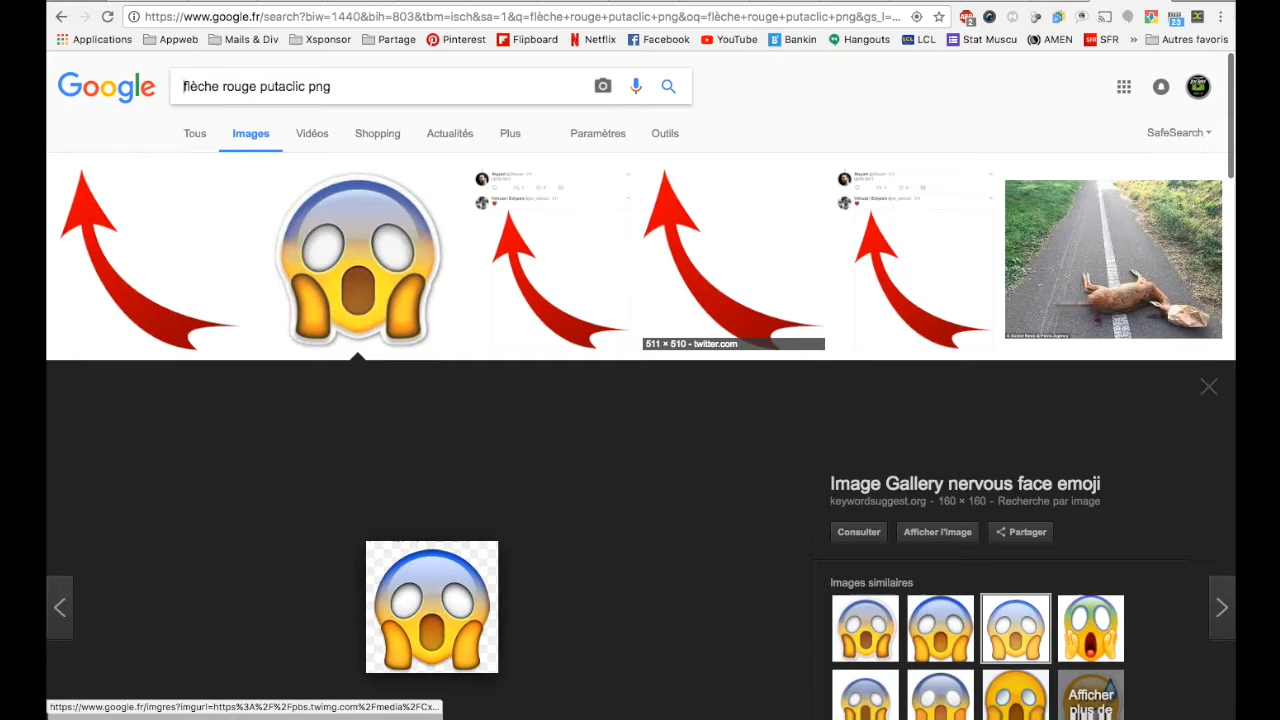 https://www.google.fr/search?biw=1440&bih=803&tbm=isch&sa=1&q=flèche+rouge+putaclic+png&oq=flèche+rouge+putaclic+png&gs_l=...
Applications Appweb Mails & Div Xsponsor Partage Pinterest Flipboard Netflix Facebook YouTube Bankin Hangouts LCL Stat Muscu AMEN SFR » Autres favoris
Google
flèche rouge putaclic png
Tous Images Vidéos Shopping Actualités Plus Paramètres Outils SafeSearch
511 × 510 - twitter.com
Image Gallery nervous face emoji
keywordsuggest.org - 160 × 160 - Recherche par image
Consulter Afficher l'image Partager
Images similaires
Afficher
plus de
https://www.google.fr/imgres?imgurl=https%3A%2F%2Fpbs.twimg.com%2Fmedia%2FCx...